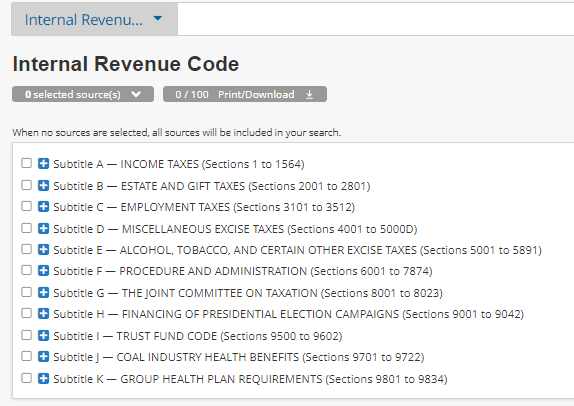 Internal Revenu...
Internal Revenue Code
0 selected source(s)
0 / 100 Print/Download
When no sources are selected, all sources will be included in your search.
Subtitle A — INCOME TAXES (Sections 1 to 1564)
Subtitle B — ESTATE AND GIFT TAXES (Sections 2001 to 2801)
Subtitle C — EMPLOYMENT TAXES (Sections 3101 to 3512)
Subtitle D — MISCELLANEOUS EXCISE TAXES (Sections 4001 to 5000D)
Subtitle E — ALCOHOL, TOBACCO, AND CERTAIN OTHER EXCISE TAXES (Sections 5001 to 5891)
Subtitle F — PROCEDURE AND ADMINISTRATION (Sections 6001 to 7874)
Subtitle G — THE JOINT COMMITTEE ON TAXATION (Sections 8001 to 8023)
Subtitle H — FINANCING OF PRESIDENTIAL ELECTION CAMPAIGNS (Sections 9001 to 9042)
Subtitle I — TRUST FUND CODE (Sections 9500 to 9602)
Subtitle J — COAL INDUSTRY HEALTH BENEFITS (Sections 9701 to 9722)
Subtitle K — GROUP HEALTH PLAN REQUIREMENTS (Sections 9801 to 9834)